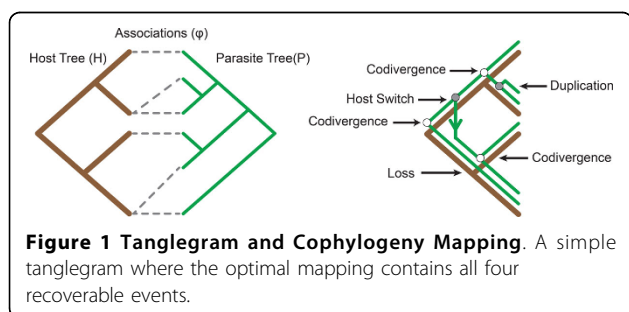 Associations (φ)
Host Tree (H)
Parasite Tree(P)
Codivergence
Duplication
Host Switch
Codivergence
Codivergence
Loss
Figure 1 Tanglegram and Cophylogeny Mapping. A simple
tanglegram where the optimal mapping contains all four
recoverable events.